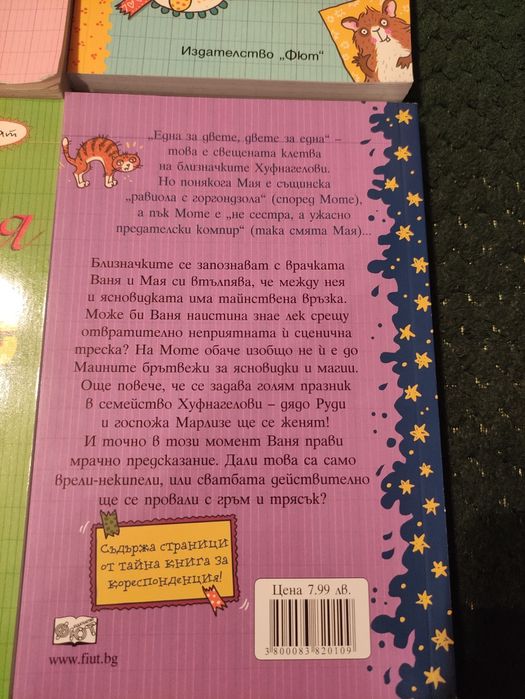 Издателство „Фют“
ят
я
„Една за двете, двете за една“ –
това е свещената клетва
на близначките Хуфнагелови.
Но понякога Мая е същинска
„равиола с горгондзола“ (според Моте),
а пък Моте е „не сестра, а ужасно
предателски компир“ (така смята Мая)...
Близначките се запознават с врачката
Ваня и Мая си втълпява, че между нея
и ясновидката има тайнствена връзка.
Може би Ваня наистина знае лек срещу
отвратително неприятната ѝ сценична
треска? На Моте обаче изобщо не ѝ е до
Маините брътвежи за ясновидки и магии.
Още повече, че се задава голям празник
в семейство Хуфнагелови – дядо Руди
и госпожа Марлизе ще се женят!
И точно в този момент Ваня прави
мрачно предсказание. Дали това са само
врели-некипели, или сватбата действително
ще се провали с гръм и трясък?
Съдържа страници
от тайна книга за
кореспонденция!
Цена 7.99 лв.
3800083820109
ФЮТ
www.fiut.bg